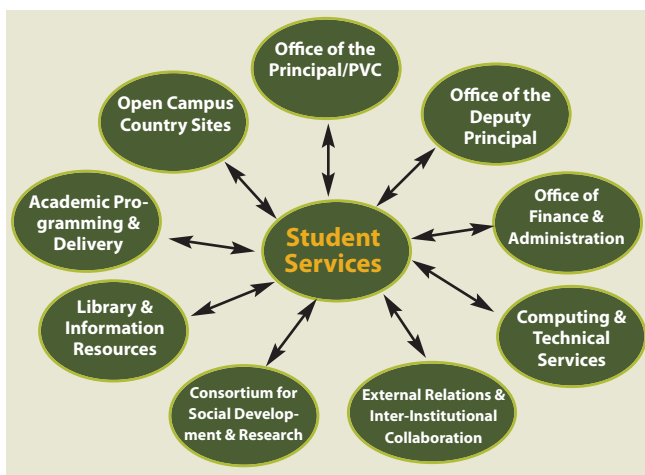 Office of the
Principal/PVC
Office of the
Deputy
Principal
Open Campus
Country Sites
Academic Pro-
gramming &
Delivery
Office of
Finance &
Administration
Student
Services
Library &
Information
Resources
Computing &
Technical
Services
Consortium for
Social Develop-
ment & Research
External Relations &
Inter-Institutional
Collaboration